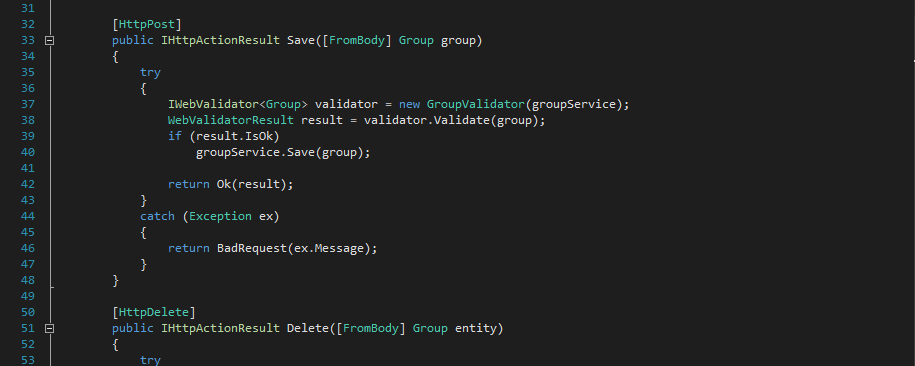 31
32 [HttpPost]
33 public IHttpActionResult Save([FromBody] Group group)
34 {
35 try
36 {
37 IWebValidator<Group> validator = new GroupValidator(groupService);
38 WebValidatorResult result = validator.Validate(group);
39 if (result.IsOk)
40 groupService.Save(group);
41
42 return Ok(result);
43 }
44 catch (Exception ex)
45 {
46 return BadRequest(ex.Message);
47 }
48 }
49
50 [HttpDelete]
51 public IHttpActionResult Delete([FromBody] Group entity)
52 {
53 try